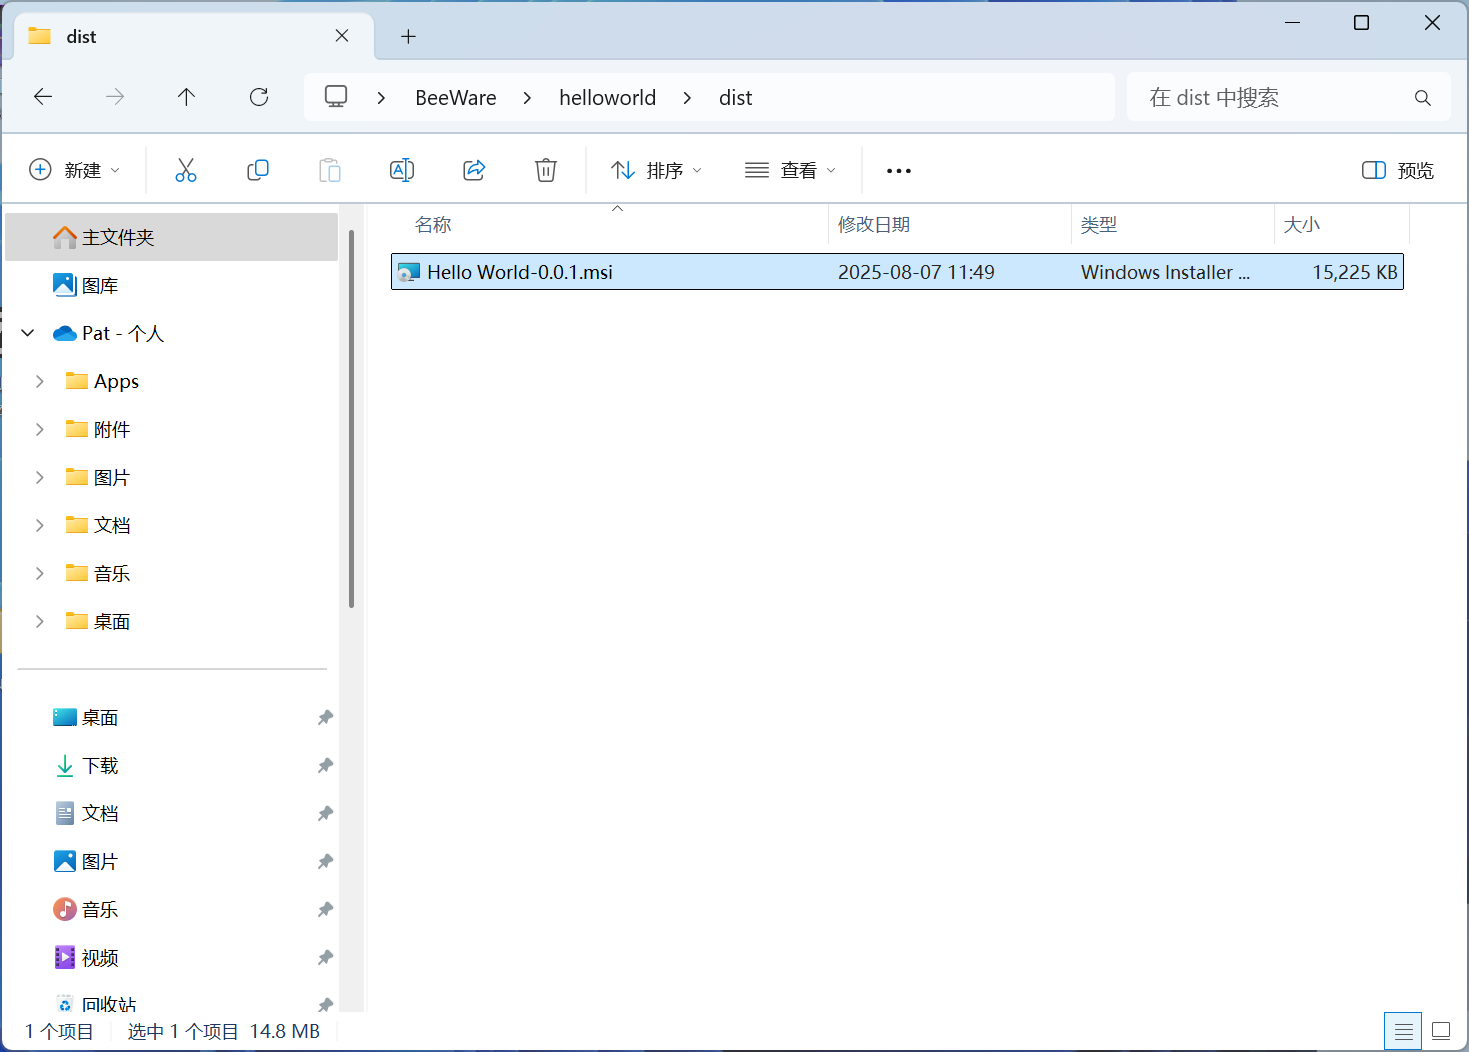 dist
BeeWare > helloworld > dist
在 dist 中搜索
新建
排序
查看
预览
名称 修改日期 类型 大小
Hello World-0.0.1.msi 2025-08-07 11:49 Windows Installer ... 15,225 KB
主文件夹
图库
Pat - 个人
Apps
附件
图片
文档
音乐
桌面
桌面
下载
文档
图片
音乐
视频
回收站
1 个项目 选中 1 个项目 14.8 MB